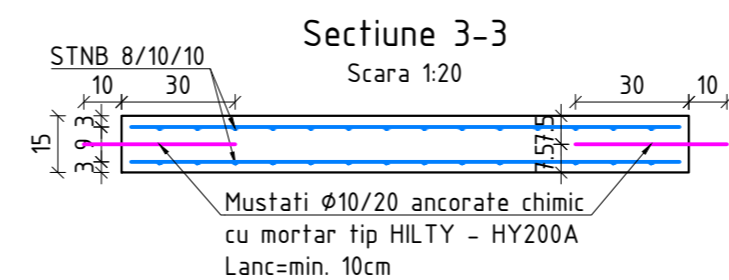 Sectiune 3-3
Scara 1:20
STNB 8/10/10
10 30 30 10
15
3 9 3
7.5 7.5
Mustati Ø10/20 ancorate chimic
cu mortar tip HILTY - HY200A
Lanc=min. 10cm